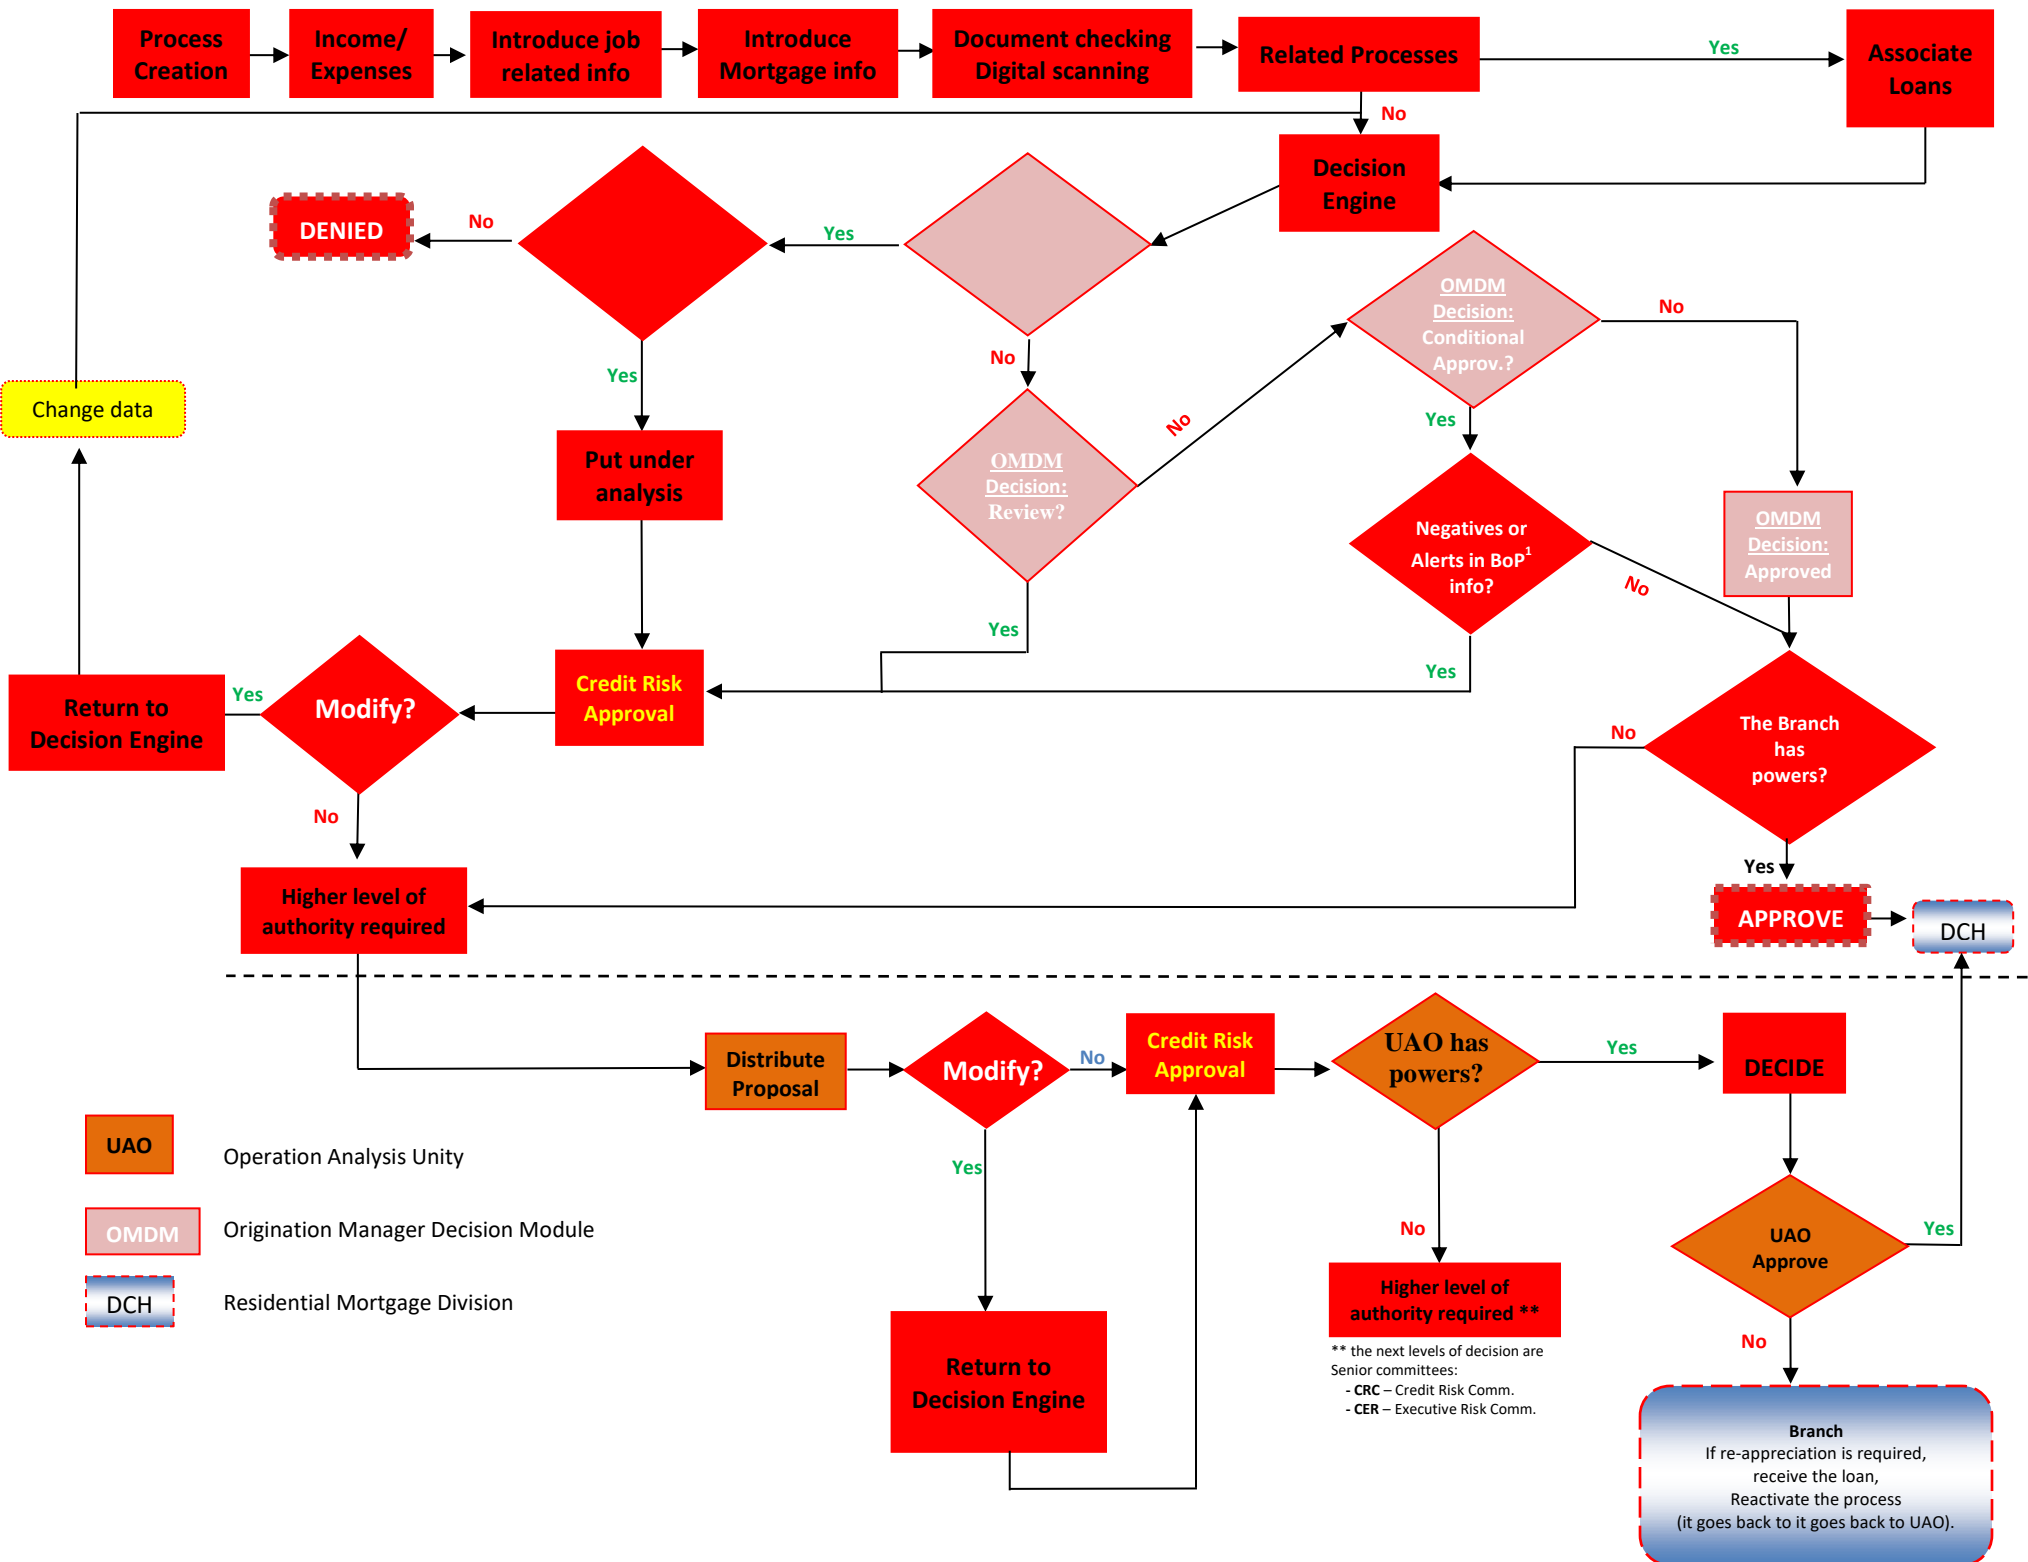 Process
Creation
Income/
Expenses
Introduce job
related info
Introduce
Mortgage info
Document checking
Digital scanning
Related Processes
Yes
Associate
Loans
No
Decision
Engine
DENIED
No
Yes
OMDM
Decision:
Conditional
Approv.?
No
No
Yes
Change data
Yes
No
Put under
analysis
OMDM
Decision:
Review?
Negatives or
Alerts in BoP1
info?
OMDM
Decision:
Approved
No
Yes
Yes
Credit Risk
Approval
Modify?
Yes
Return to
Decision Engine
The Branch
has
powers?
No
No
Yes
Higher level of
authority required
APPROVE
DCH
Distribute
Proposal
Modify?
No
Credit Risk
Approval
UAO has
powers?
Yes
DECIDE
UAO
Operation Analysis Unity
Yes
OMDM
Origination Manager Decision Module
No
UAO
Approve
Yes
DCH
Residential Mortgage Division
Higher level of
authority required **
** the next levels of decision are
Senior committees:
- CRC – Credit Risk Comm.
- CER – Executive Risk Comm.
No
Return to
Decision Engine
Branch
If re-appreciation is required,
receive the loan,
Reactivate the process
(it goes back to it goes back to UAO).